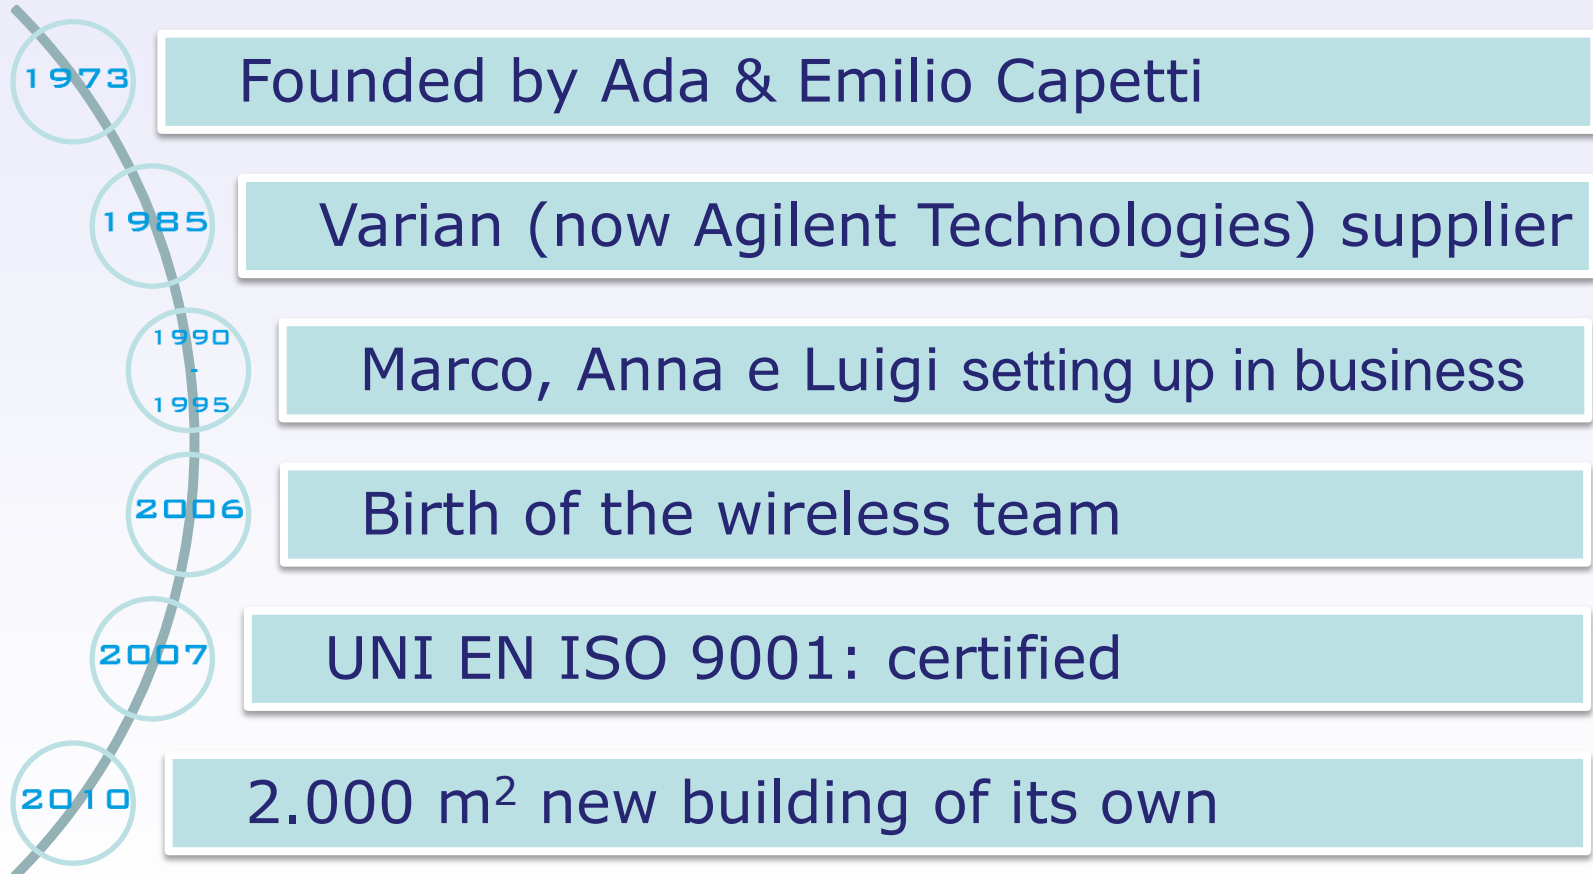 1973
Founded by Ada & Emilio Capetti
1985
Varian (now Agilent Technologies) supplier
1990
-
1995
Marco, Anna e Luigi setting up in business
2006
Birth of the wireless team
2007
UNI EN ISO 9001: certified
2010
2.000 m² new building of its own